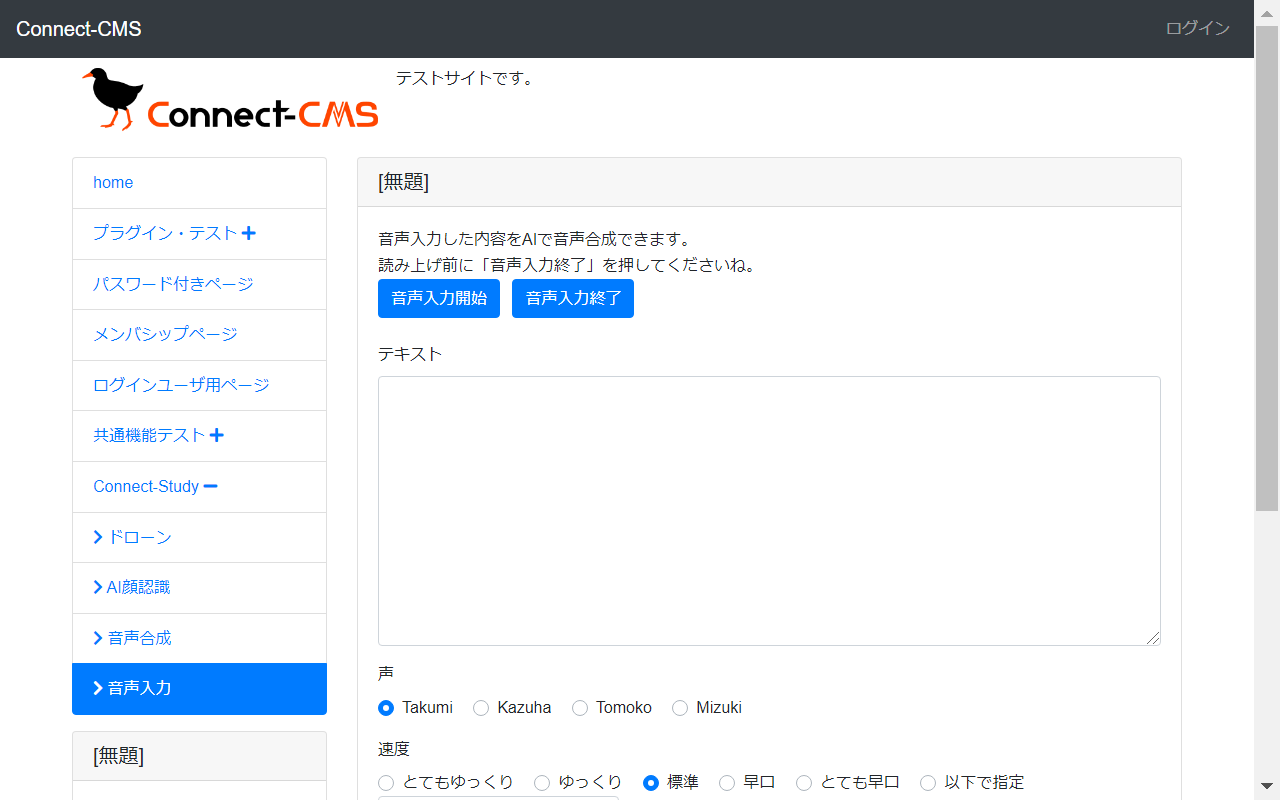 Connect-CMS
ログイン
Connect-CMS
テストサイトです。
home
プラグイン・テスト
パスワード付きページ
メンバシップページ
ログインユーザ用ページ
共通機能テスト
Connect-Study
ドローン
AI顔認識
音声合成
音声入力
[無題]
[無題]
音声入力した内容をAIで音声合成できます。
読み上げ前に「音声入力終了」を押してくださいね。
音声入力開始 音声入力終了
テキスト
声
Takumi Kazuha Tomoko Mizuki
速度
とてもゆっくり ゆっくり 標準 早口 とても早口 以下で指定